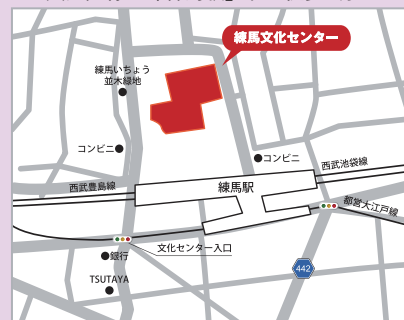 練馬文化センター
練馬いちょう
並木緑地
コンビニ
コンビニ
西武池袋線
西武豊島線
練馬駅
都営大江戸線
文化センター入口
銀行
442
TSUTAYA